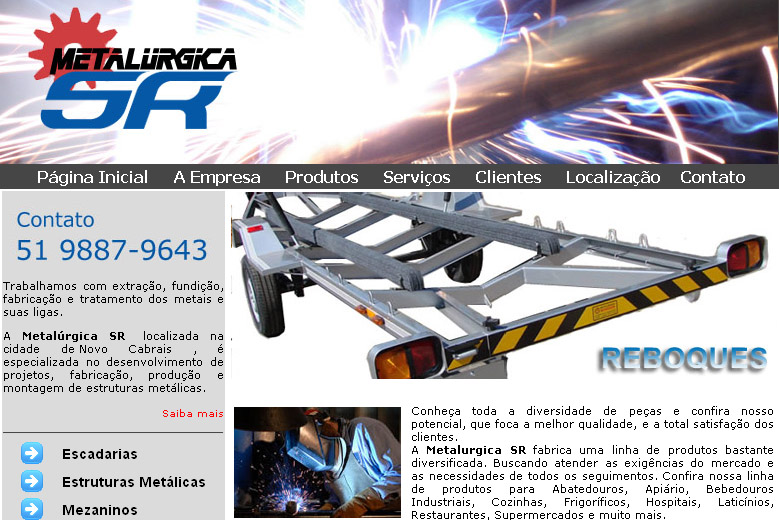 METALÚRGICA
SR
Página Inicial A Empresa Produtos Serviços Clientes Localização Contato
Contato
51 9887-9643
Trabalhamos com extração, fundição,
fabricação e tratamento dos metais e
suas ligas.
A Metalúrgica SR localizada na
cidade de Novo Cabrais , é
especializada no desenvolvimento de
projetos, fabricação, produção e
montagem de estruturas metálicas.
Saiba mais
Escadarias
Estruturas Metálicas
Mezaninos
REBOQUES
Conheça toda a diversidade de peças e confira nosso
potencial, que foca a melhor qualidade, e a total satisfação dos
clientes.
A Metalurgica SR fabrica uma linha de produtos bastante
diversificada. Buscando atender as exigências do mercado e
as necessidades de todos os seguimentos. Confira nossa linha
de produtos para Abatedouros, Apiário, Bebedouros
Industriais, Cozinhas, Frigoríficos, Hospitais, Laticínios,
Restaurantes, Supermercados e muito mais.